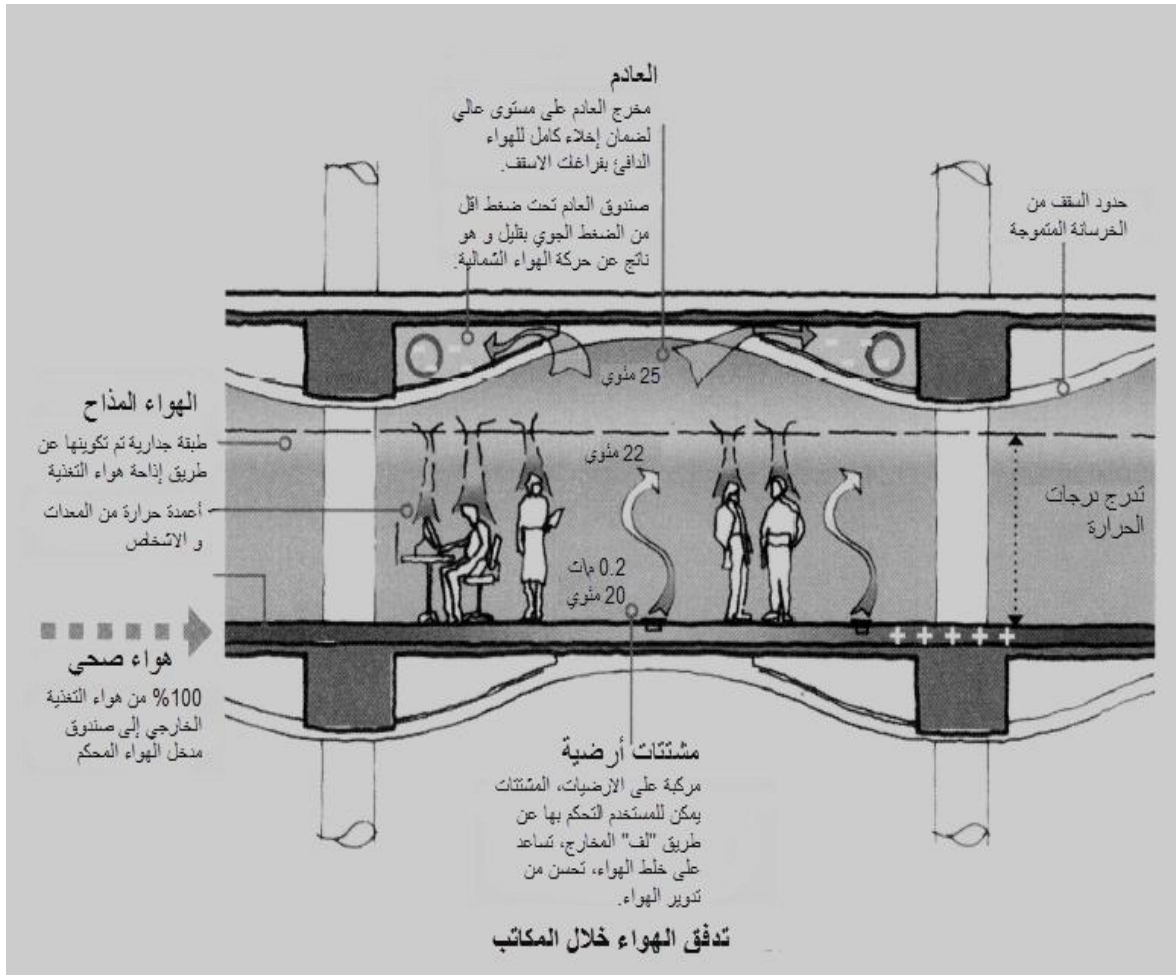 العادم
مخرج العادم على مستوى عالي
لضمان إخلاء كامل للهواء
الدافئ بفراغات الاسقف.
صندوق العادم تحت ضغط اقل
من الضغط الجوي بقليل و هو
ناتج عن حركة الهواء الشمالية.
حدود السقف من
الخرسانة المتموجة
25 مئوي
الهواء المذاح
طبقة جدارية تم تكوينها عن
طريق إذاحة هواء التغذية
22 مئوي
أعمدة حرارة من المعدات
و الاشخاص
تدرج درجات
الحرارة
0.2 م\ت
20 مئوي
هواء صحي
100% من هواء التغذية
الخارجي إلى صندوق
مدخل الهواء المحكم
مشتتات أرضية
مركبة على الارضيات، المشتتات
يمكن للمستخدم التحكم بها عن
طريق "لف" المخارج، تساعد
على خلط الهواء، تحسن من
تدوير الهواء.
تدفق الهواء خلال المكاتب